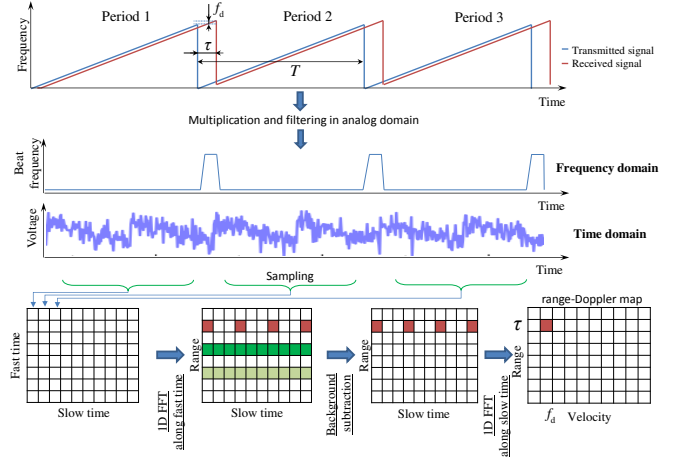 Period 1
f_d
Period 2
Period 3
Frequency
τ
T
Transmitted signal
Received signal
Time
Multiplication and filtering in analog domain
Beat
frequency
Frequency domain
Time
Voltage
Time domain
Time
Sampling
range-Doppler map
Fast time
Slow time
1D FFT
along fast time
Range
Slow time
Background
subtraction
Range
Slow time
1D FFT
along slow time
τ
Range
f_d
Velocity